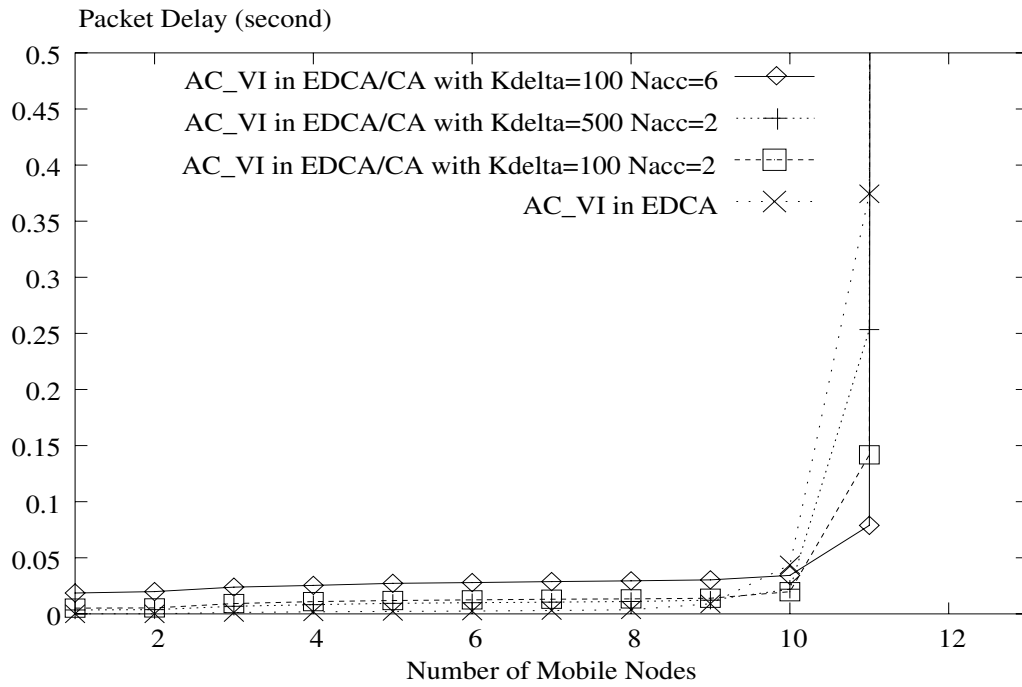 Packet Delay (second)
0.5
0.45
0.4
0.35
0.3
0.25
0.2
0.15
0.1
0.05
0
AC_VI in EDCA/CA with Kdelta=100 Nacc=6
AC_VI in EDCA/CA with Kdelta=500 Nacc=2
AC_VI in EDCA/CA with Kdelta=100 Nacc=2
AC_VI in EDCA
2 4 6 8 10 12
Number of Mobile Nodes